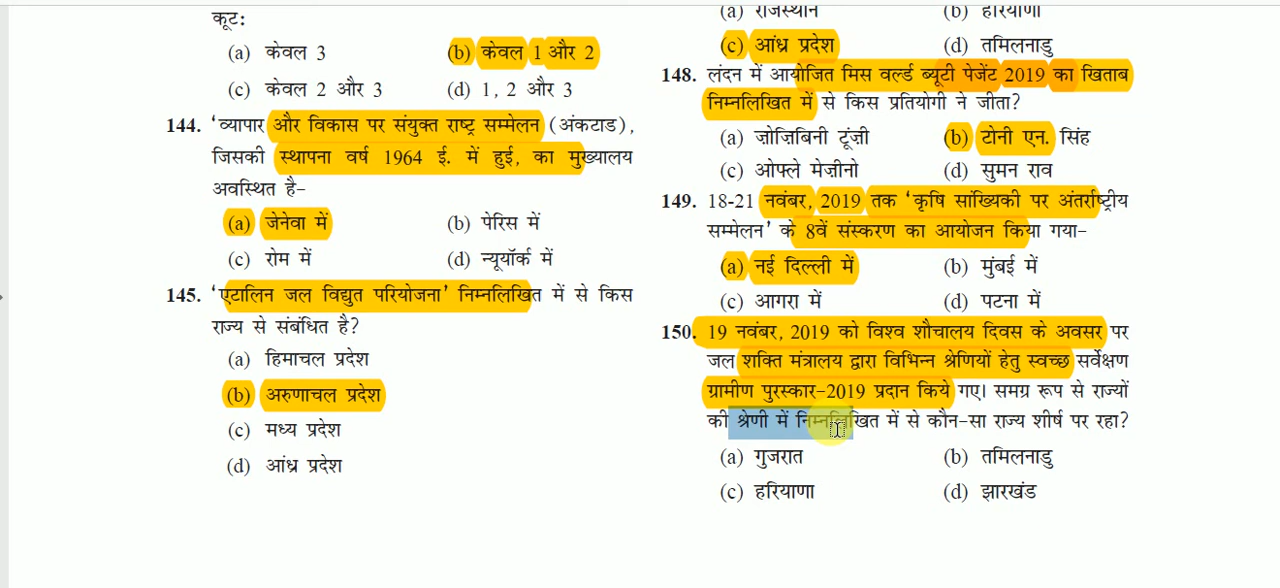 कूट:
(a) केवल 3 (b) केवल 1 और 2
(c) केवल 2 और 3 (d) 1, 2 और 3
144. 'व्यापार और विकास पर संयुक्त राष्ट्र सम्मेलन (अंकटाड),
जिसकी स्थापना वर्ष 1964 ई. में हुई, का मुख्यालय
अवस्थित है–
(a) जेनेवा में (b) पेरिस में
(c) रोम में (d) न्यूयॉर्क में
145. 'एटालिन जल विद्युत परियोजना' निम्नलिखित में से किस
राज्य से संबंधित है?
(a) हिमाचल प्रदेश
(b) अरुणाचल प्रदेश
(c) मध्य प्रदेश
(d) आंध्र प्रदेश
(a) राजस्थान (b) हरियाणा
(c) आंध्र प्रदेश (d) तमिलनाडु
148. लंदन में आयोजित मिस वर्ल्ड ब्यूटी पेजेंट 2019 का खिताब
निम्नलिखित में से किस प्रतियोगी ने जीता?
(a) ज़ोज़िबिनी टूंज़ी (b) टोनी एन. सिंह
(c) ओफ्ले मेज़ीनो (d) सुमन राव
149. 18-21 नवंबर, 2019 तक 'कृषि सांख्यिकी पर अंतर्राष्ट्रीय
सम्मेलन' के 8वें संस्करण का आयोजन किया गया–
(a) नई दिल्ली में (b) मुंबई में
(c) आगरा में (d) पटना में
150. 19 नवंबर, 2019 को विश्व शौचालय दिवस के अवसर पर
जल शक्ति मंत्रालय द्वारा विभिन्न श्रेणियों हेतु स्वच्छ सर्वेक्षण
ग्रामीण पुरस्कार–2019 प्रदान किये गए। समग्र रूप से राज्यों
की श्रेणी में निम्नलिखित में से कौन-सा राज्य शीर्ष पर रहा?
(a) गुजरात (b) तमिलनाडु
(c) हरियाणा (d) झारखंड